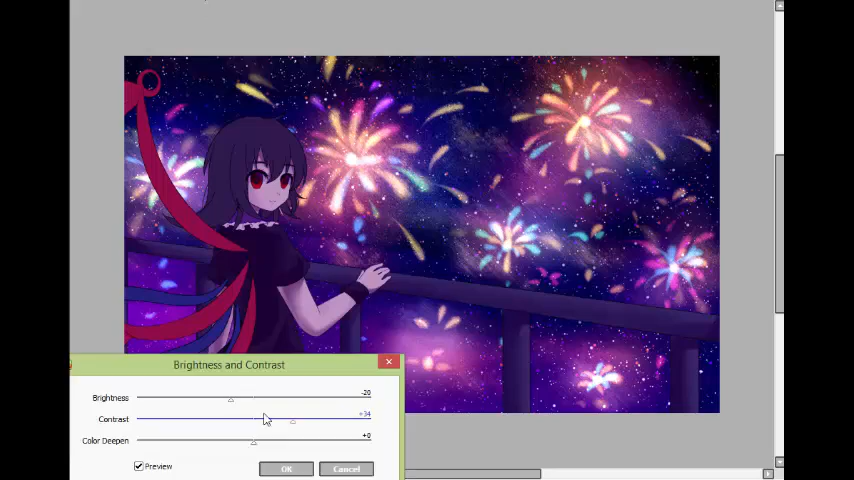 Brightness and Contrast
Brightness -20
Contrast +34
Color Deepen +0
Preview OK Cancel